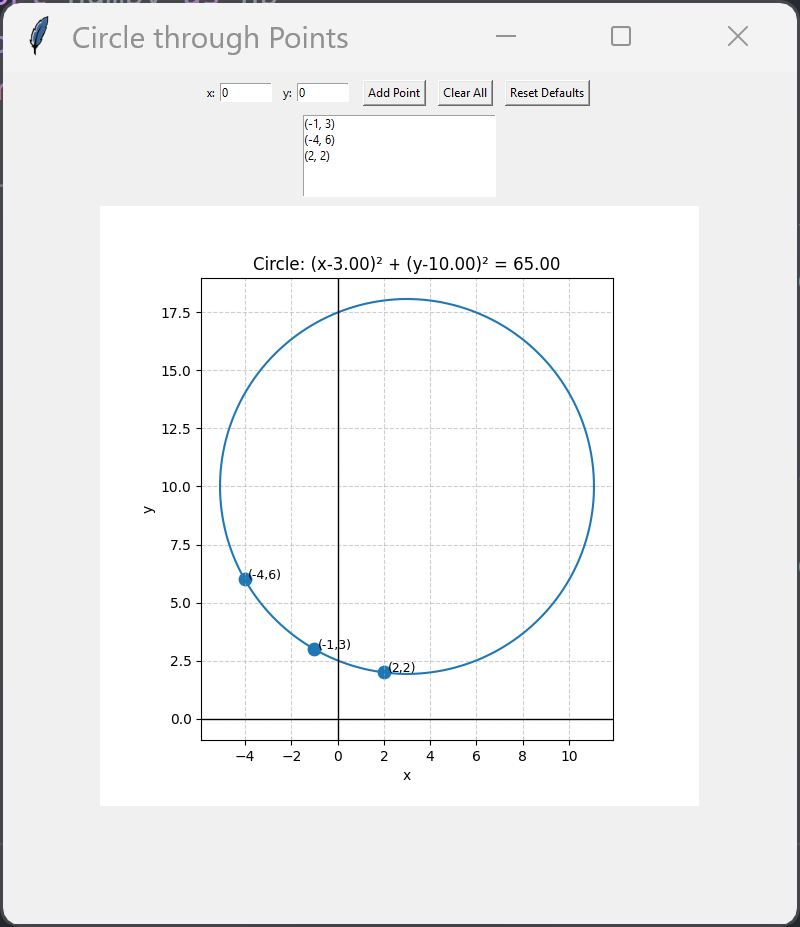 Circle through Points
x: 0 y: 0 Add Point Clear All Reset Defaults
(-1, 3)
(-4, 6)
(2, 2)
Circle: (x-3.00)² + (y-10.00)² = 65.00
17.5
15.0
12.5
10.0
y
7.5
(-4,6)
5.0
(-1,3)
2.5
(2,2)
0.0
−4 −2 0 2 4 6 8 10
x